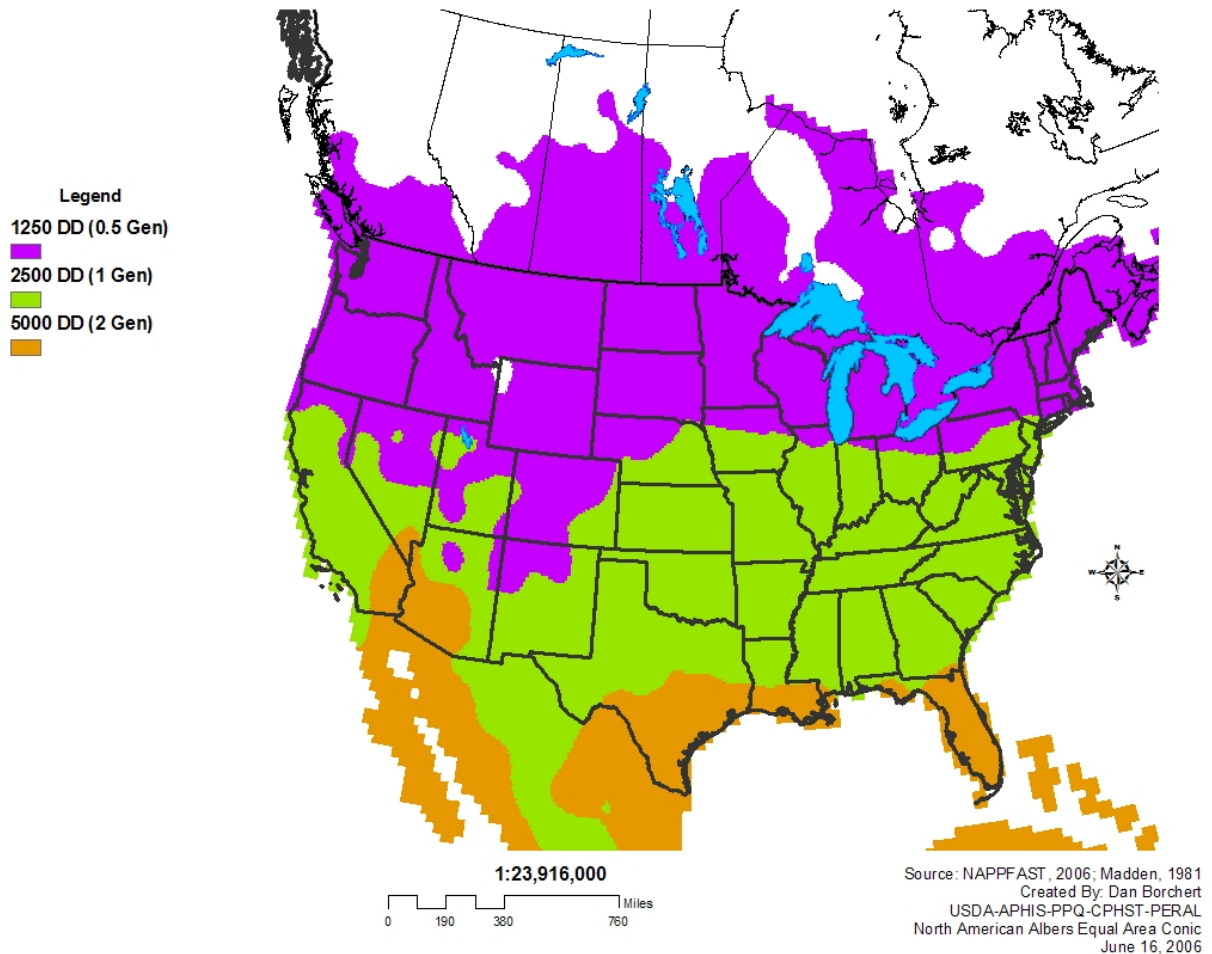 Legend
1250 DD (0.5 Gen)
2500 DD (1 Gen)
5000 DD (2 Gen)
N
W E
S
1:23,916,000
Miles
0 190 380 760
Source: NAPPFAST, 2006; Madden, 1981
Created By: Dan Borchert
USDA-APHIS-PPQ-CPHST-PERAL
North American Albers Equal Area Conic
June 16, 2006